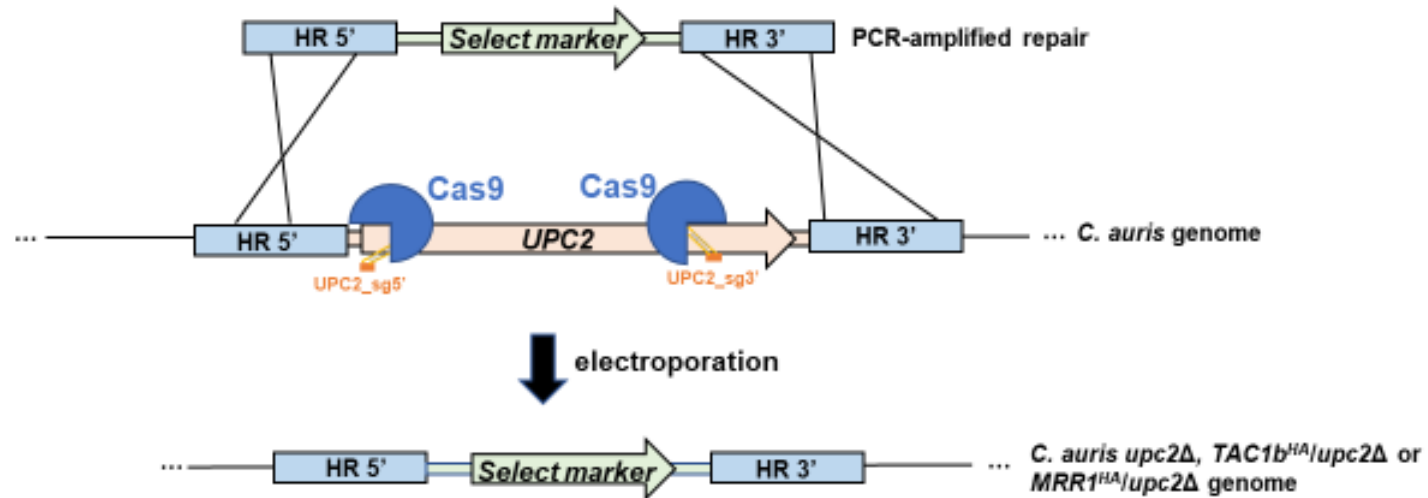 HR 5’ Select marker HR 3’ PCR-amplified repair
Cas9 Cas9
... HR 5’ UPC2 HR 3’ ... C. auris genome
UPC2_sg5’ UPC2_sg3’
electroporation
... HR 5’ Select marker HR 3’ ... C. auris upc2Δ, TAC1bᴴᴬ/upc2Δ or
MRR1ᴴᴬ/upc2Δ genome